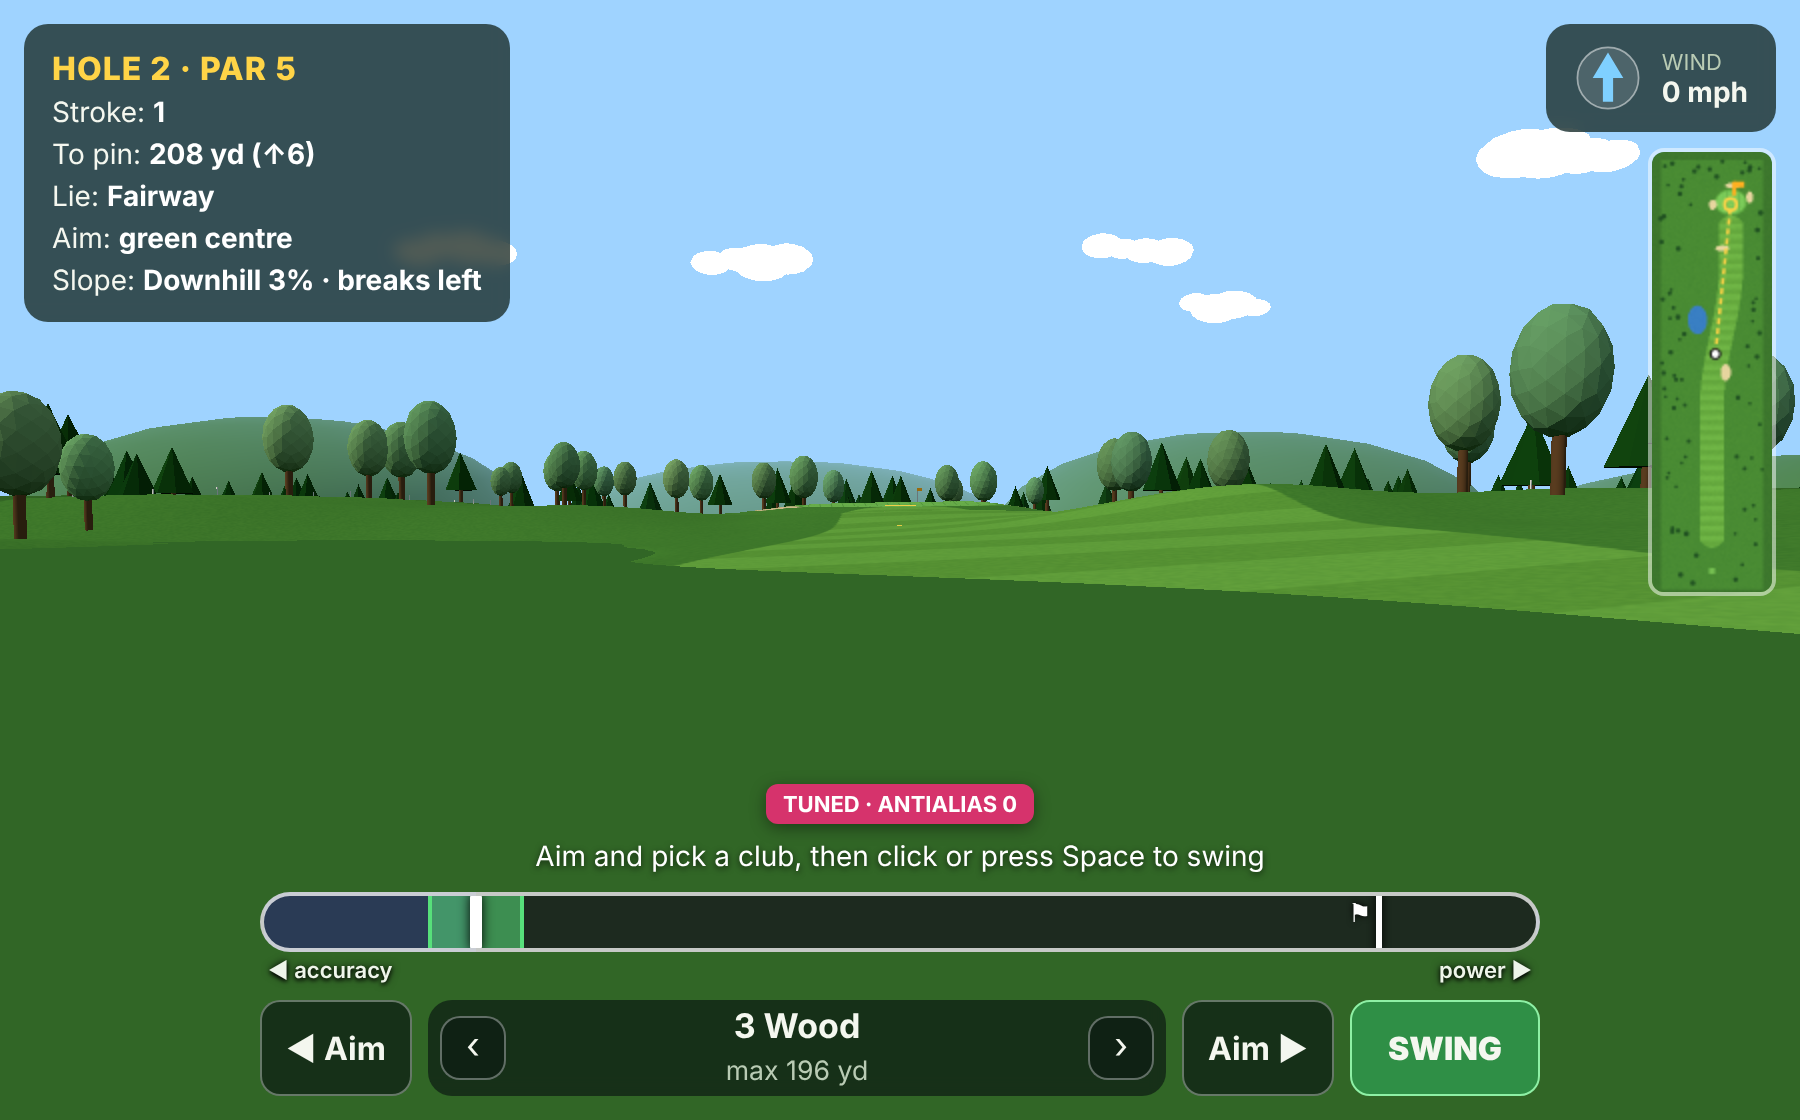 HOLE 2 · PAR 5
Stroke: 1
To pin: 208 yd (↑6)
Lie: Fairway
Aim: green centre
Slope: Downhill 3% · breaks left
WIND
0 mph
TUNED · ANTIALIAS 0
Aim and pick a club, then click or press Space to swing
◀ accuracy
power ▶
◀ Aim
‹
3 Wood
max 196 yd
›
Aim ▶
SWING